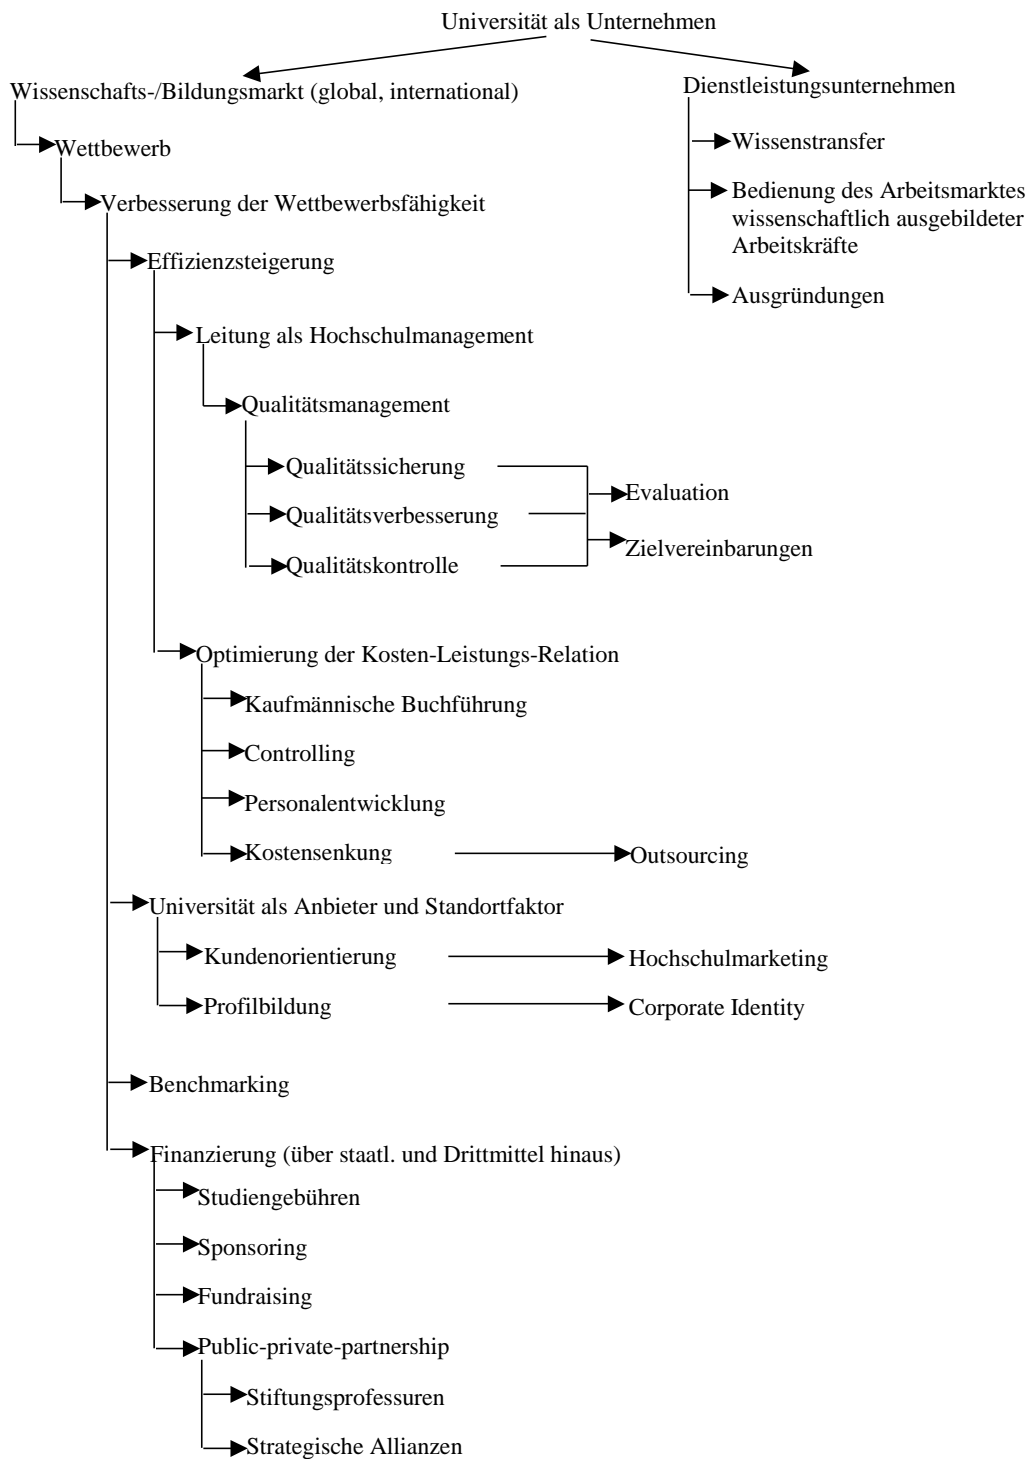 Universität als Unternehmen
Wissenschafts-/Bildungsmarkt (global, international)
Dienstleistungsunternehmen
Wettbewerb
Wissenstransfer
Verbesserung der Wettbewerbsfähigkeit
Bedienung des Arbeitsmarktes
wissenschaftlich ausgebildeter
Arbeitskräfte
Effizienzsteigerung
Ausgründungen
Leitung als Hochschulmanagement
Qualitätsmanagement
Qualitätssicherung
Evaluation
Qualitätsverbesserung
Zielvereinbarungen
Qualitätskontrolle
Optimierung der Kosten-Leistungs-Relation
Kaufmännische Buchführung
Controlling
Personalentwicklung
Kostensenkung
Outsourcing
Universität als Anbieter und Standortfaktor
Kundenorientierung
Hochschulmarketing
Profilbildung
Corporate Identity
Benchmarking
Finanzierung (über staatl. und Drittmittel hinaus)
Studiengebühren
Sponsoring
Fundraising
Public-private-partnership
Stiftungsprofessuren
Strategische Allianzen